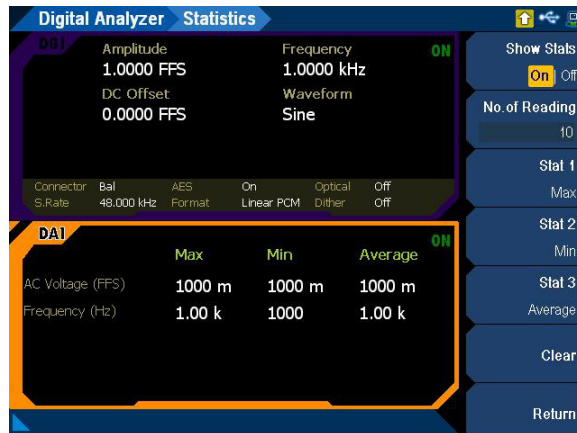 Digital Analyzer Statistics
DG1
Amplitude Frequency ON
1.0000 FFS 1.0000 kHz
DC Offset Waveform
0.0000 FFS Sine
Connector Bal AES On Optical Off
S.Rate 48.000 kHz Format Linear PCM Dither Off
DA1 ON
Max Min Average
AC Voltage (FFS) 1000 m 1000 m 1000 m
Frequency (Hz) 1.00 k 1000 1.00 k
Show Stats
On | Off
No.of Reading
10
Stat 1
Max
Stat 2
Min
Stat 3
Average
Clear
Return